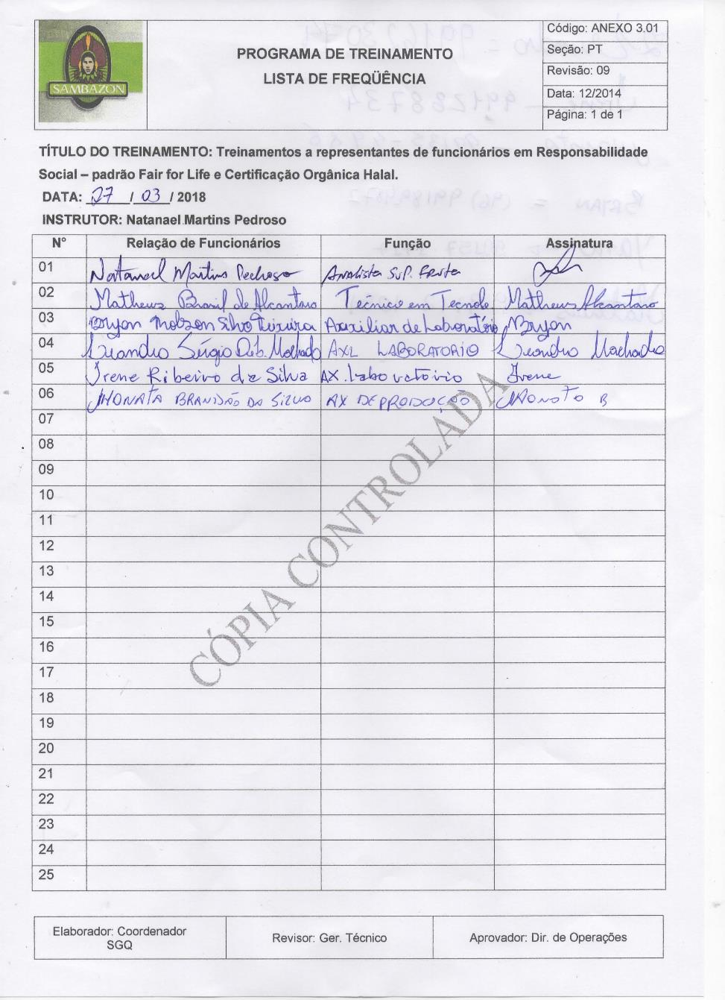 SAMBAZON
PROGRAMA DE TREINAMENTO
LISTA DE FREQÜÊNCIA
Código: ANEXO 3.01
Seção: PT
Revisão: 09
Data: 12/2014
Página: 1 de 1
TÍTULO DO TREINAMENTO: Treinamentos a representantes de funcionários em Responsabilidade
Social – padrão Fair for Life e Certificação Orgânica Halal.
DATA: 27 / 03 / 2018
INSTRUTOR: Natanael Martins Pedroso
N° Relação de Funcionários Função Assinatura
01 Natanael Martins Pedroso Analista Sup. Fruta
02 Matheus Brasil de Alcantara Técnico em Tecnolo. Matheus Alcantara
03 Bryan Robson Silva Teixeira Auxiliar de Laboratório Bryan
04 Leandro Sérgio Machado AXL LABORATORIO Leandro Machado
05 Irene Ribeiro da Silva AX. Laboratório Irene
06 JHONATA BRANDÃO DA SILVA AX DE PRODUÇÃO JHONATA B
07
08
09
10
11
12
13
14
15
16
17
18
19
20
21
22
23
24
25
CÓPIA CONTROLADA
Elaborador: Coordenador
SGQ
Revisor: Ger. Técnico
Aprovador: Dir. de Operações